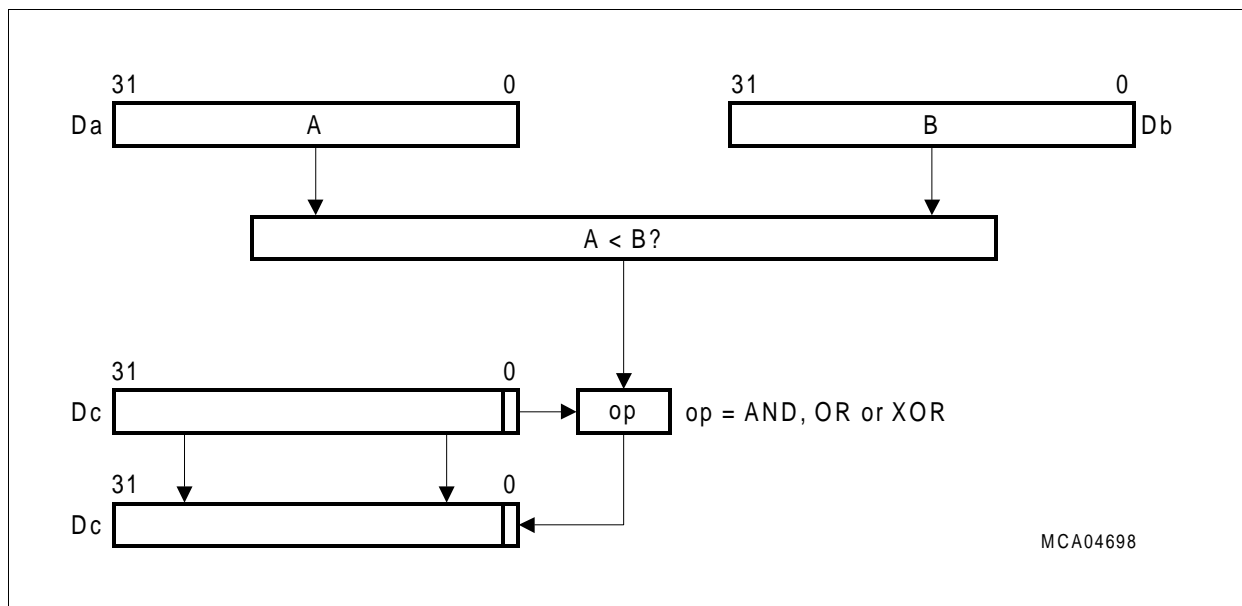 31 0 31 0
Da A B Db
A < B?
31 0
Dc op op = AND, OR or XOR
31 0
Dc
MCA04698